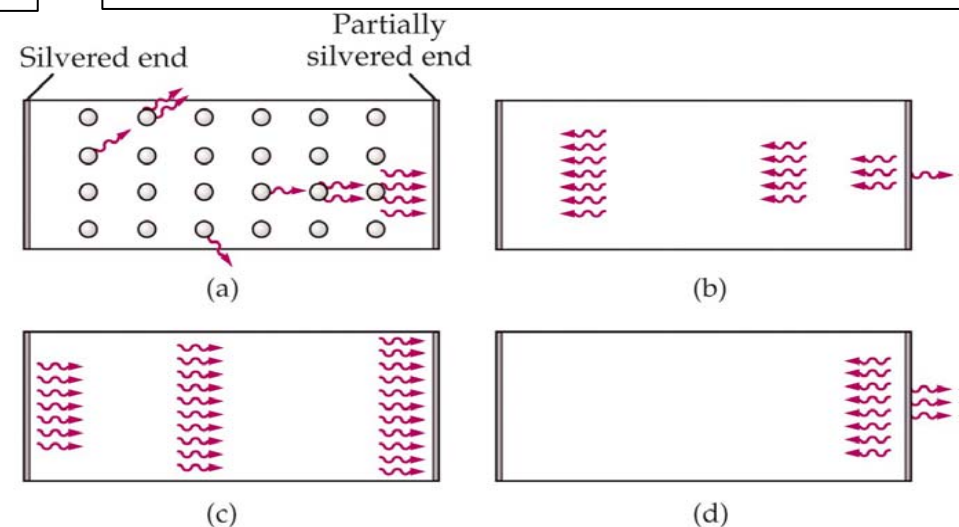 Silvered end
Partially
silvered end
(a)
(b)
(c)
(d)